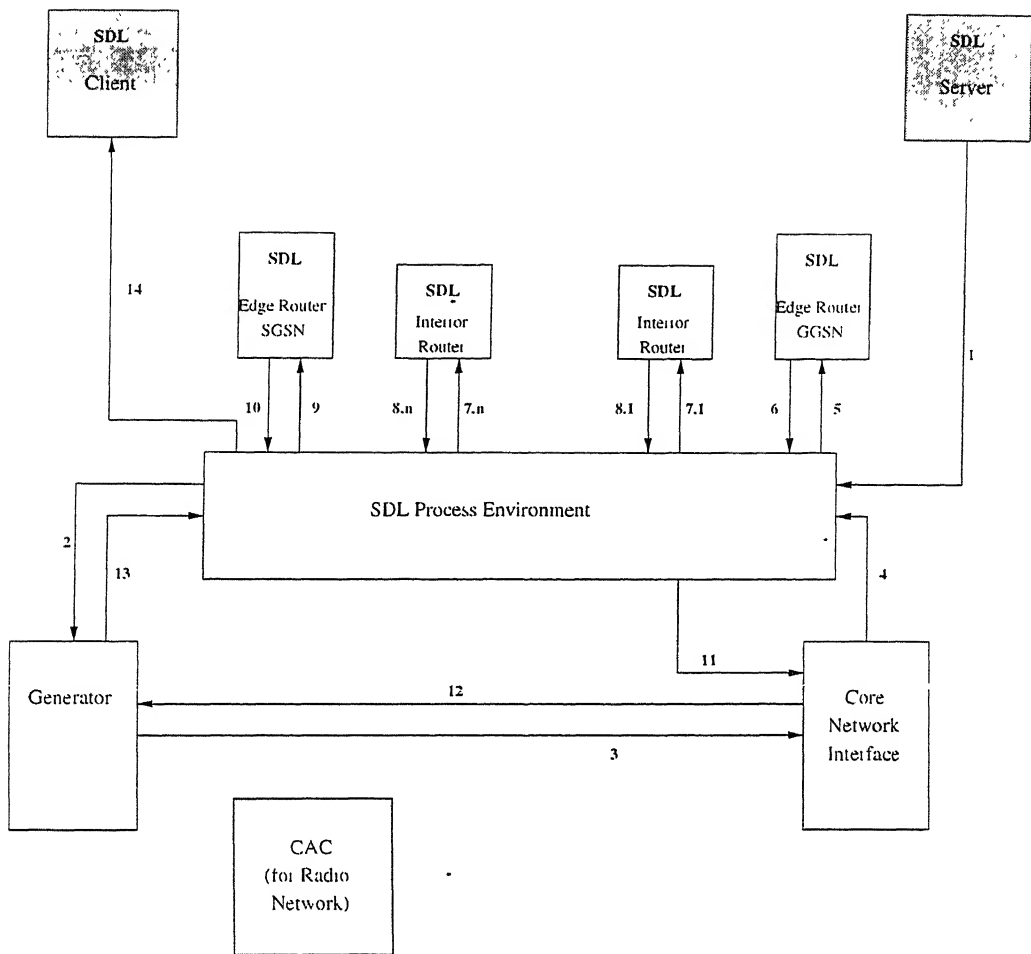 SDL
Client
SDL
Server
14
1
SDL
Edge Router
SGSN
SDL
Interior
Router
SDL
Interior
Router
SDL
Edge Router
GGSN
10
9
8.n
7.n
8.1
7.1
6
5
SDL Process Environment
2
13
4
11
Generator
12
3
Core
Network
Interface
CAC
(for Radio
Network)